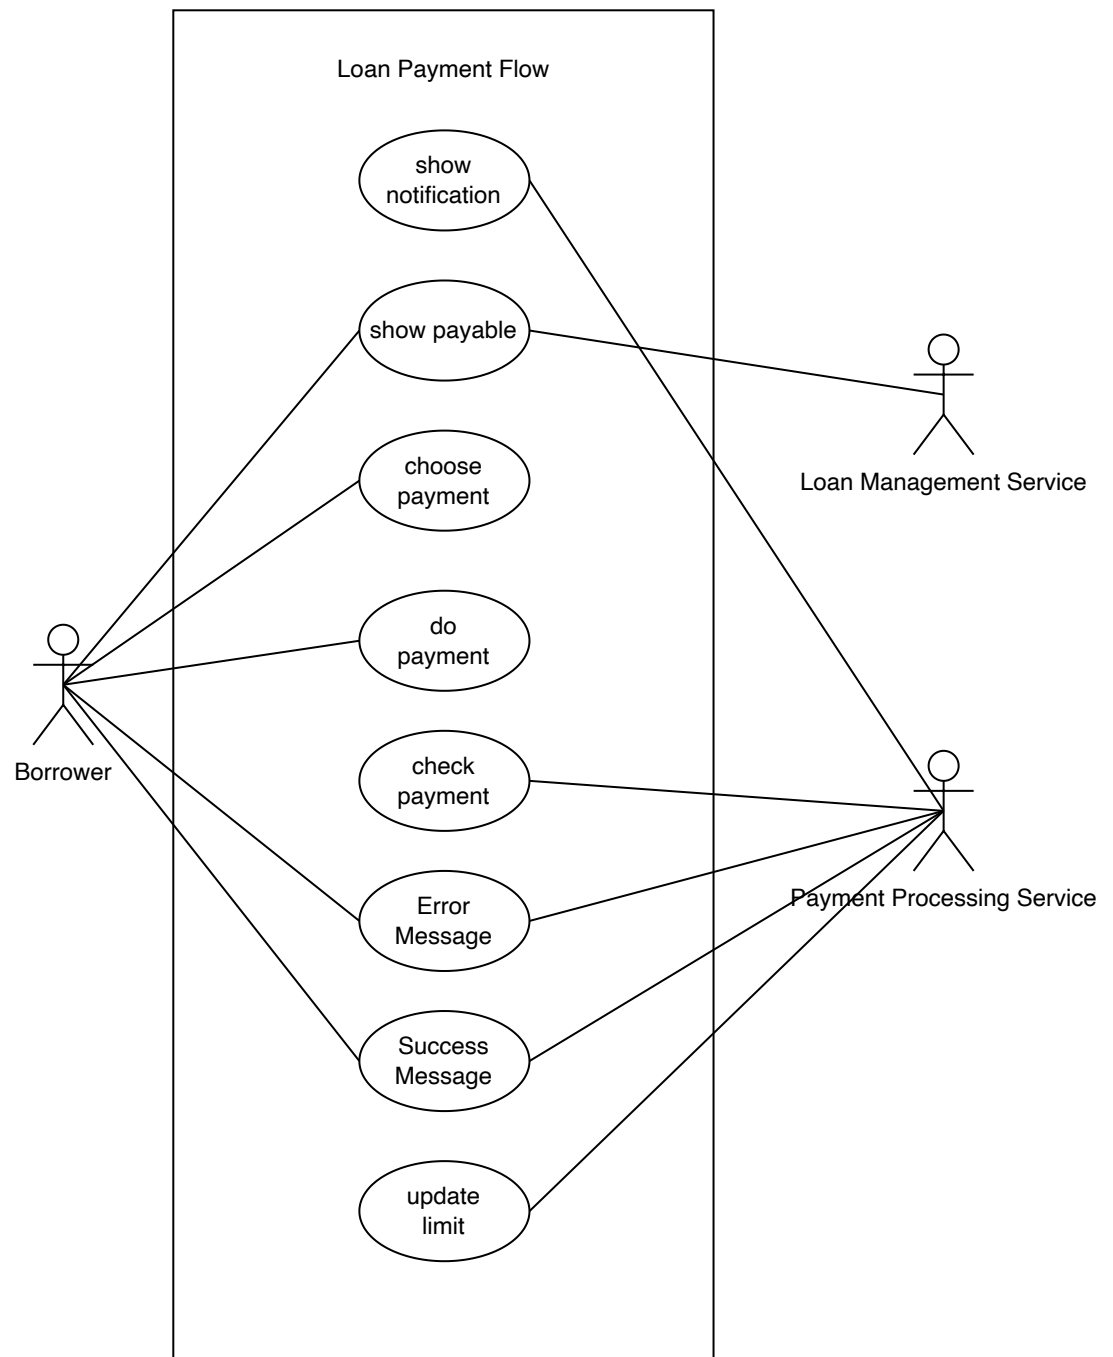 Loan Payment Flow
show
notification
show payable
choose
payment
Loan Management Service
do
payment
Borrower
check
payment
Payment Processing Service
Error
Message
Success
Message
update
limit